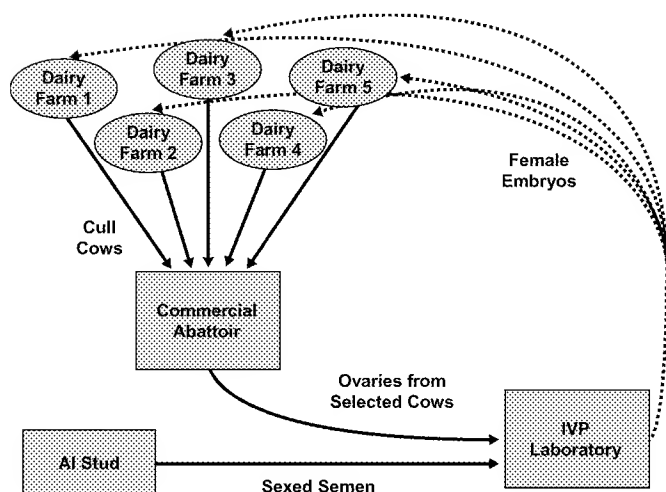 Dairy
Farm 1
Dairy
Farm 3
Dairy
Farm 5
Dairy
Farm 2
Dairy
Farm 4
Female
Embryos
Cull
Cows
Commercial
Abattoir
Ovaries from
Selected Cows
IVP
Laboratory
AI Stud
Sexed Semen